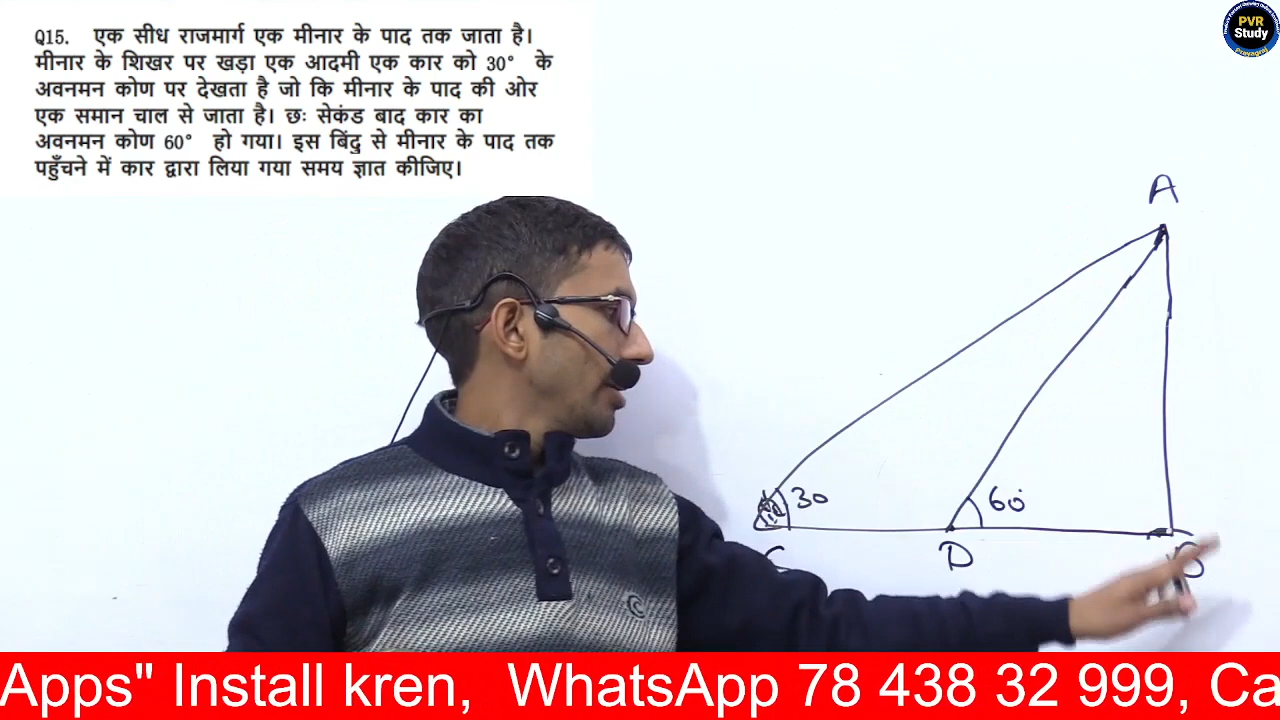 Q15. एक सीध राजमार्ग एक मीनार के पाद तक जाता है।
मीनार के शिखर पर खड़ा एक आदमी एक कार को 30° के
अवनमन कोण पर देखता है जो कि मीनार के पाद की ओर
एक समान चाल से जाता है। छः सेकंड बाद कार का
अवनमन कोण 60° हो गया। इस बिंदु से मीनार के पाद तक
पहुँचने में कार द्वारा लिया गया समय ज्ञात कीजिए।
PVR
Study
Prayagraj
A
30
60°
D
Apps" Install kren, WhatsApp 78 438 32 999, Ca